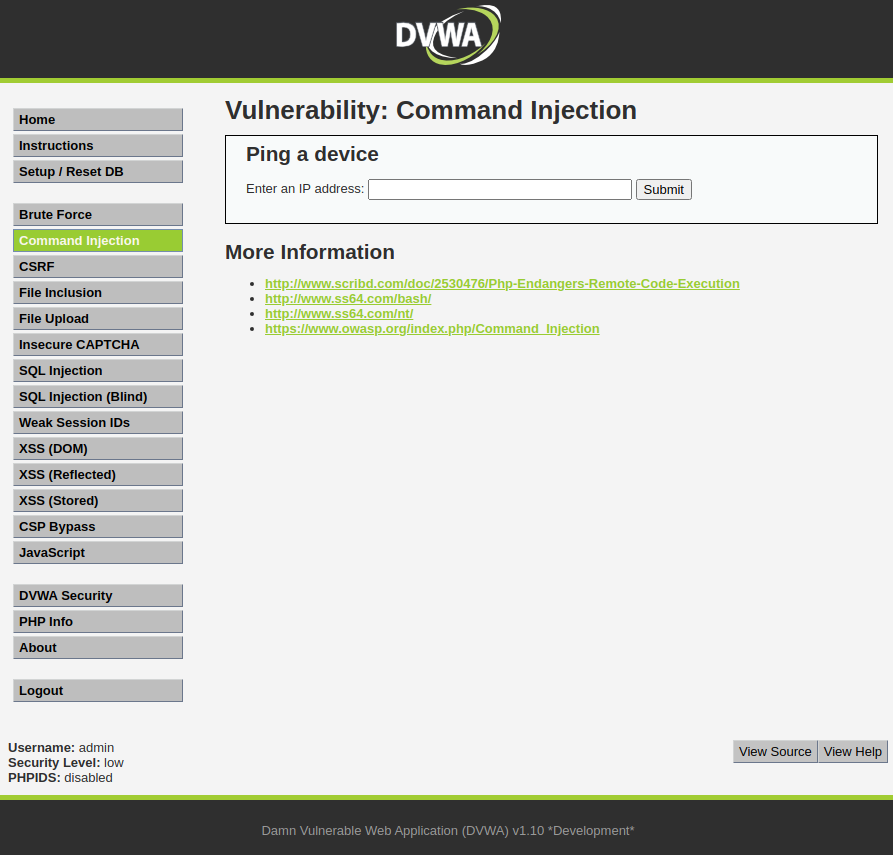 DVWA
Home
Instructions
Setup / Reset DB
Brute Force
Command Injection
CSRF
File Inclusion
File Upload
Insecure CAPTCHA
SQL Injection
SQL Injection (Blind)
Weak Session IDs
XSS (DOM)
XSS (Reflected)
XSS (Stored)
CSP Bypass
JavaScript
DVWA Security
PHP Info
About
Logout
Vulnerability: Command Injection
Ping a device
Enter an IP address: Submit
More Information
http://www.scribd.com/doc/2530476/Php-Endangers-Remote-Code-Execution
http://www.ss64.com/bash/
http://www.ss64.com/nt/
https://www.owasp.org/index.php/Command_Injection
Username: admin
Security Level: low
PHPIDS: disabled
View Source View Help
Damn Vulnerable Web Application (DVWA) v1.10 *Development*